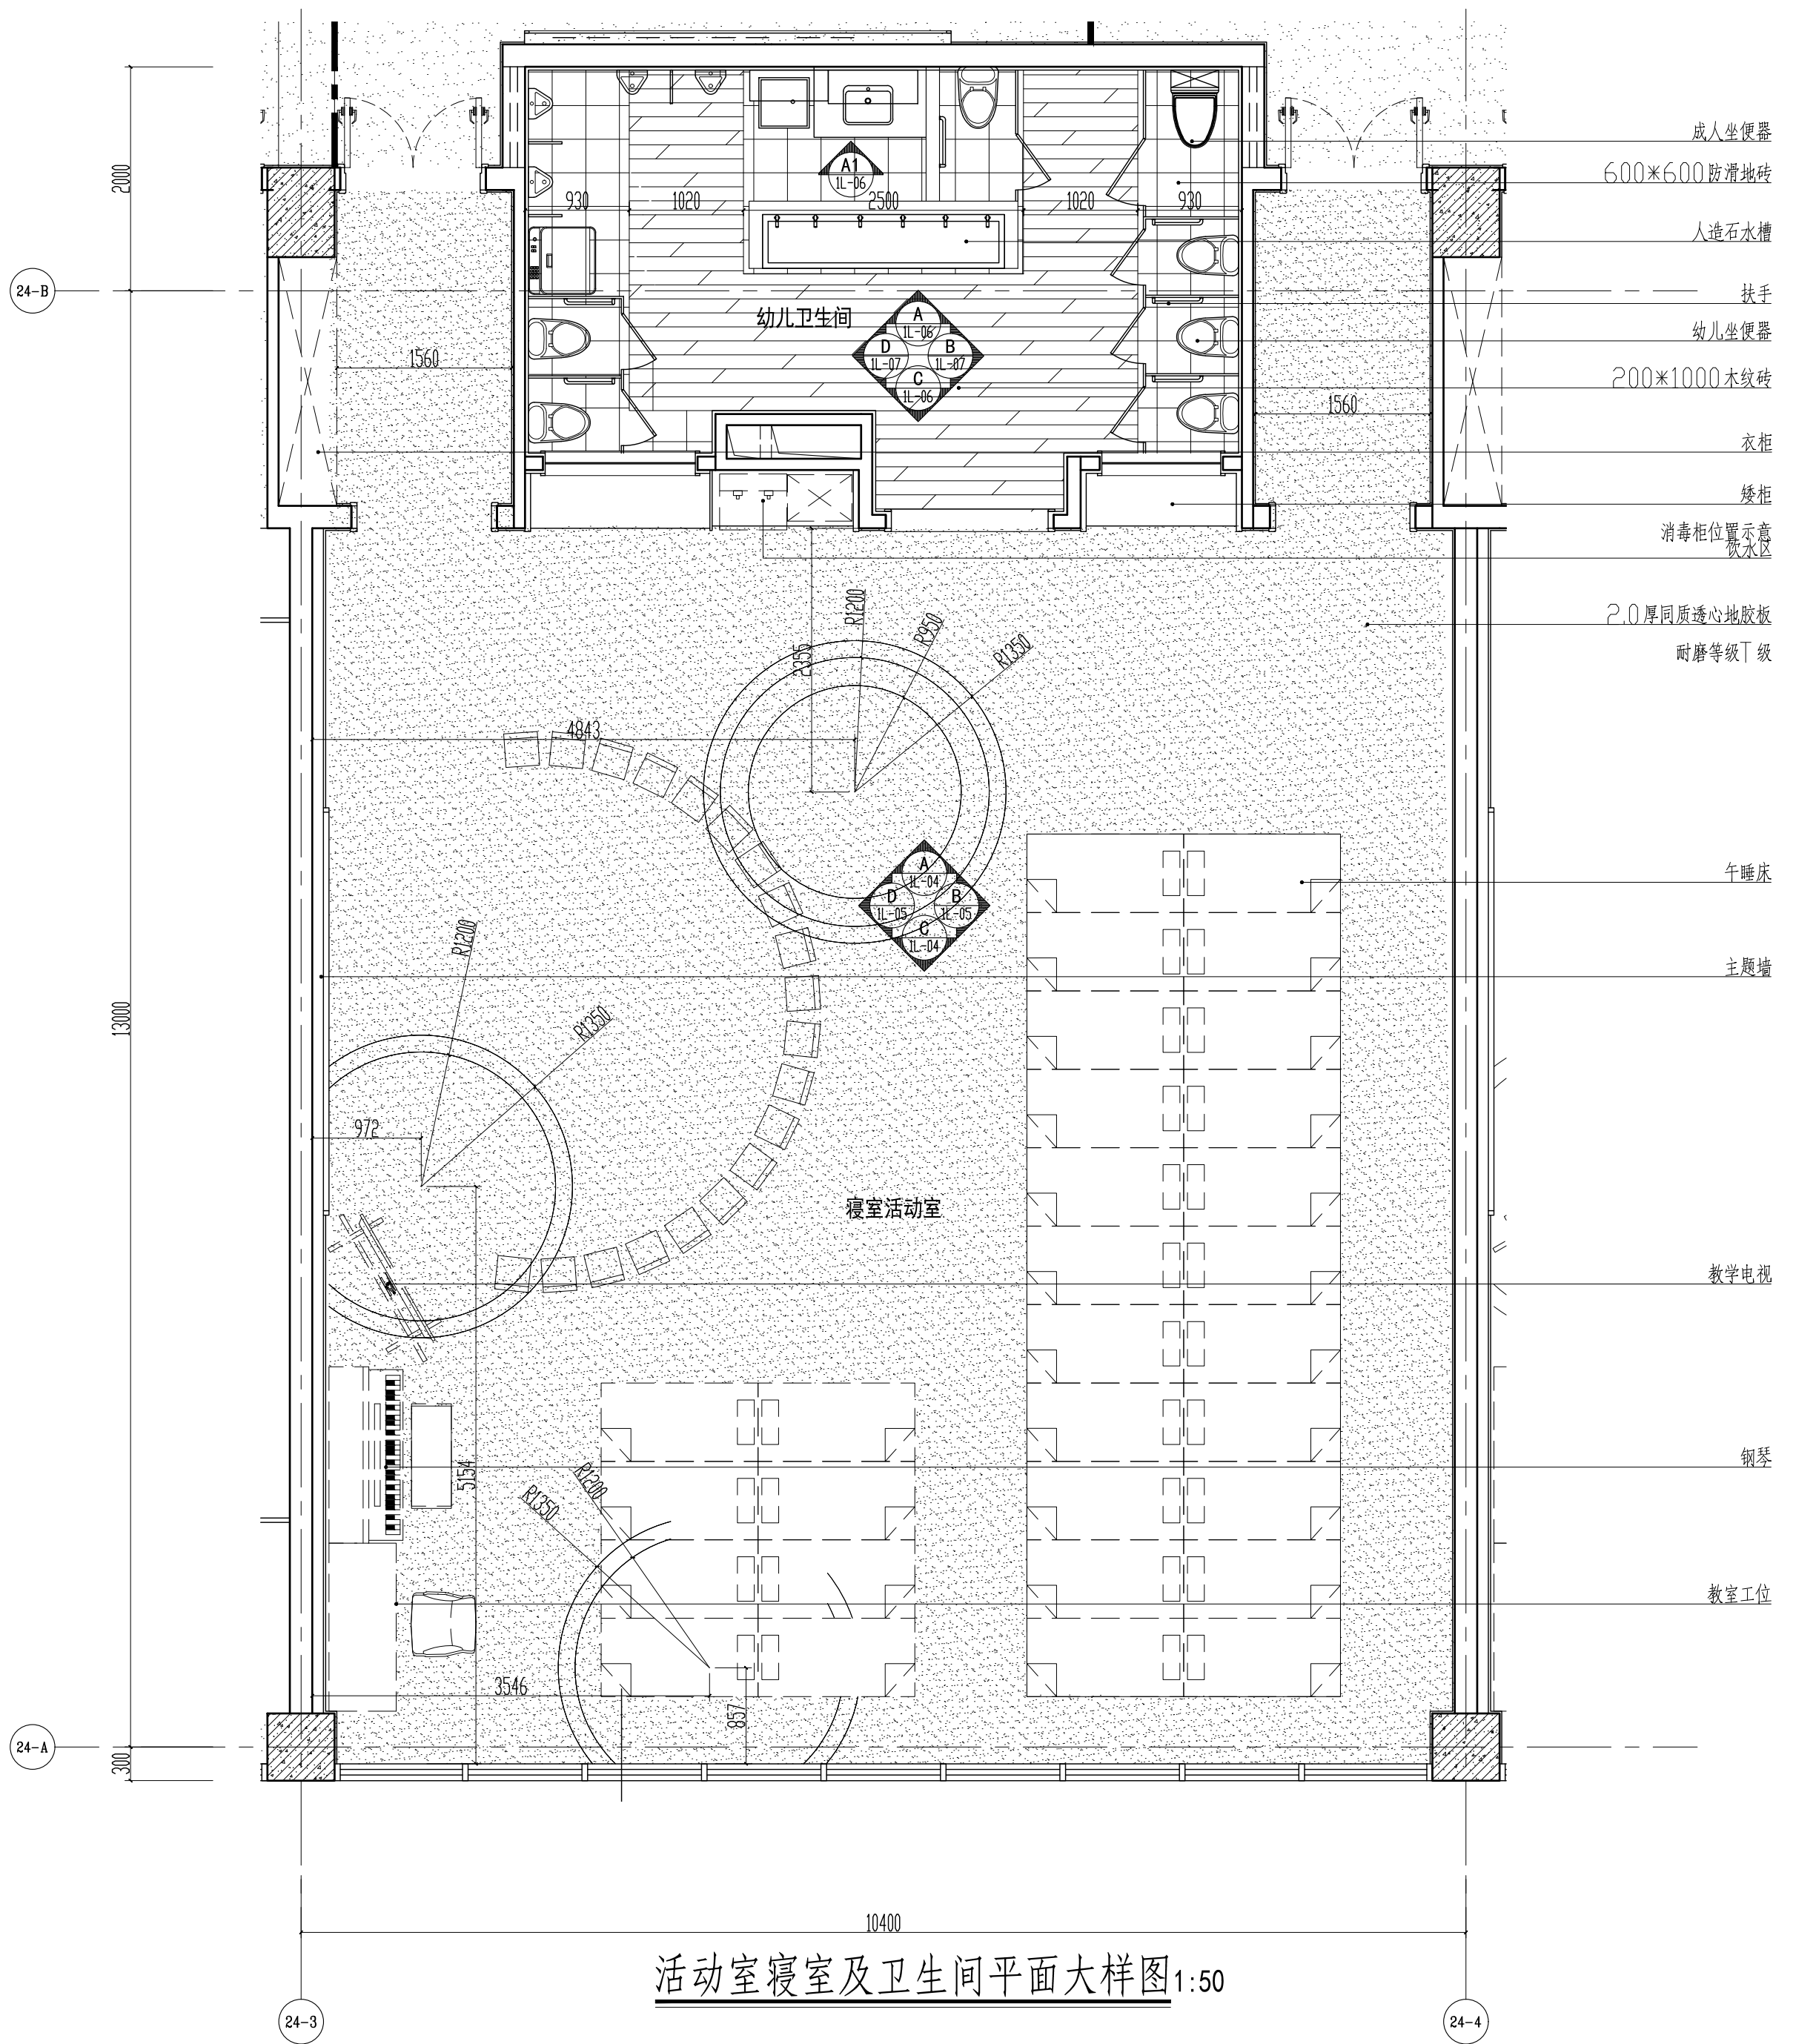 成人坐便器
2000
A1
600*600防滑地砖
1L-06
930
1020
2500
1020
930
人造石水槽
24-B
扶手
幼儿卫生间
A
1L-06
幼儿坐便器
D
B
1L-07
1L-07
1560
C
1L-06
200*1000木纹砖
1560
衣柜
矮柜
消毒柜位置示意
饮水区
R1200
R950
2.0厚同质透心地胶板
2355
R1350
耐磨等级T级
4843
A
1L-04
午睡床
D
B
1L-05
1L-05
R1200
C
1L-04
主题墙
13000
R1350
972
寝室活动室
教学电视
钢琴
5154
R1200
R1350
教室工位
3546
857
24-A
300
10400
活动室寝室及卫生间平面大样图1:50
24-3
24-4